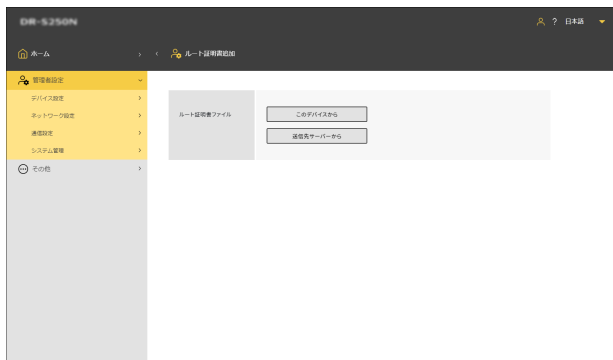 DR-S250N
? 日本語
ホーム
ルート証明書追加
管理者設定
デバイス設定
ネットワーク設定
通信設定
システム管理
その他
ルート証明書ファイル
このデバイスから
送信先サーバーから